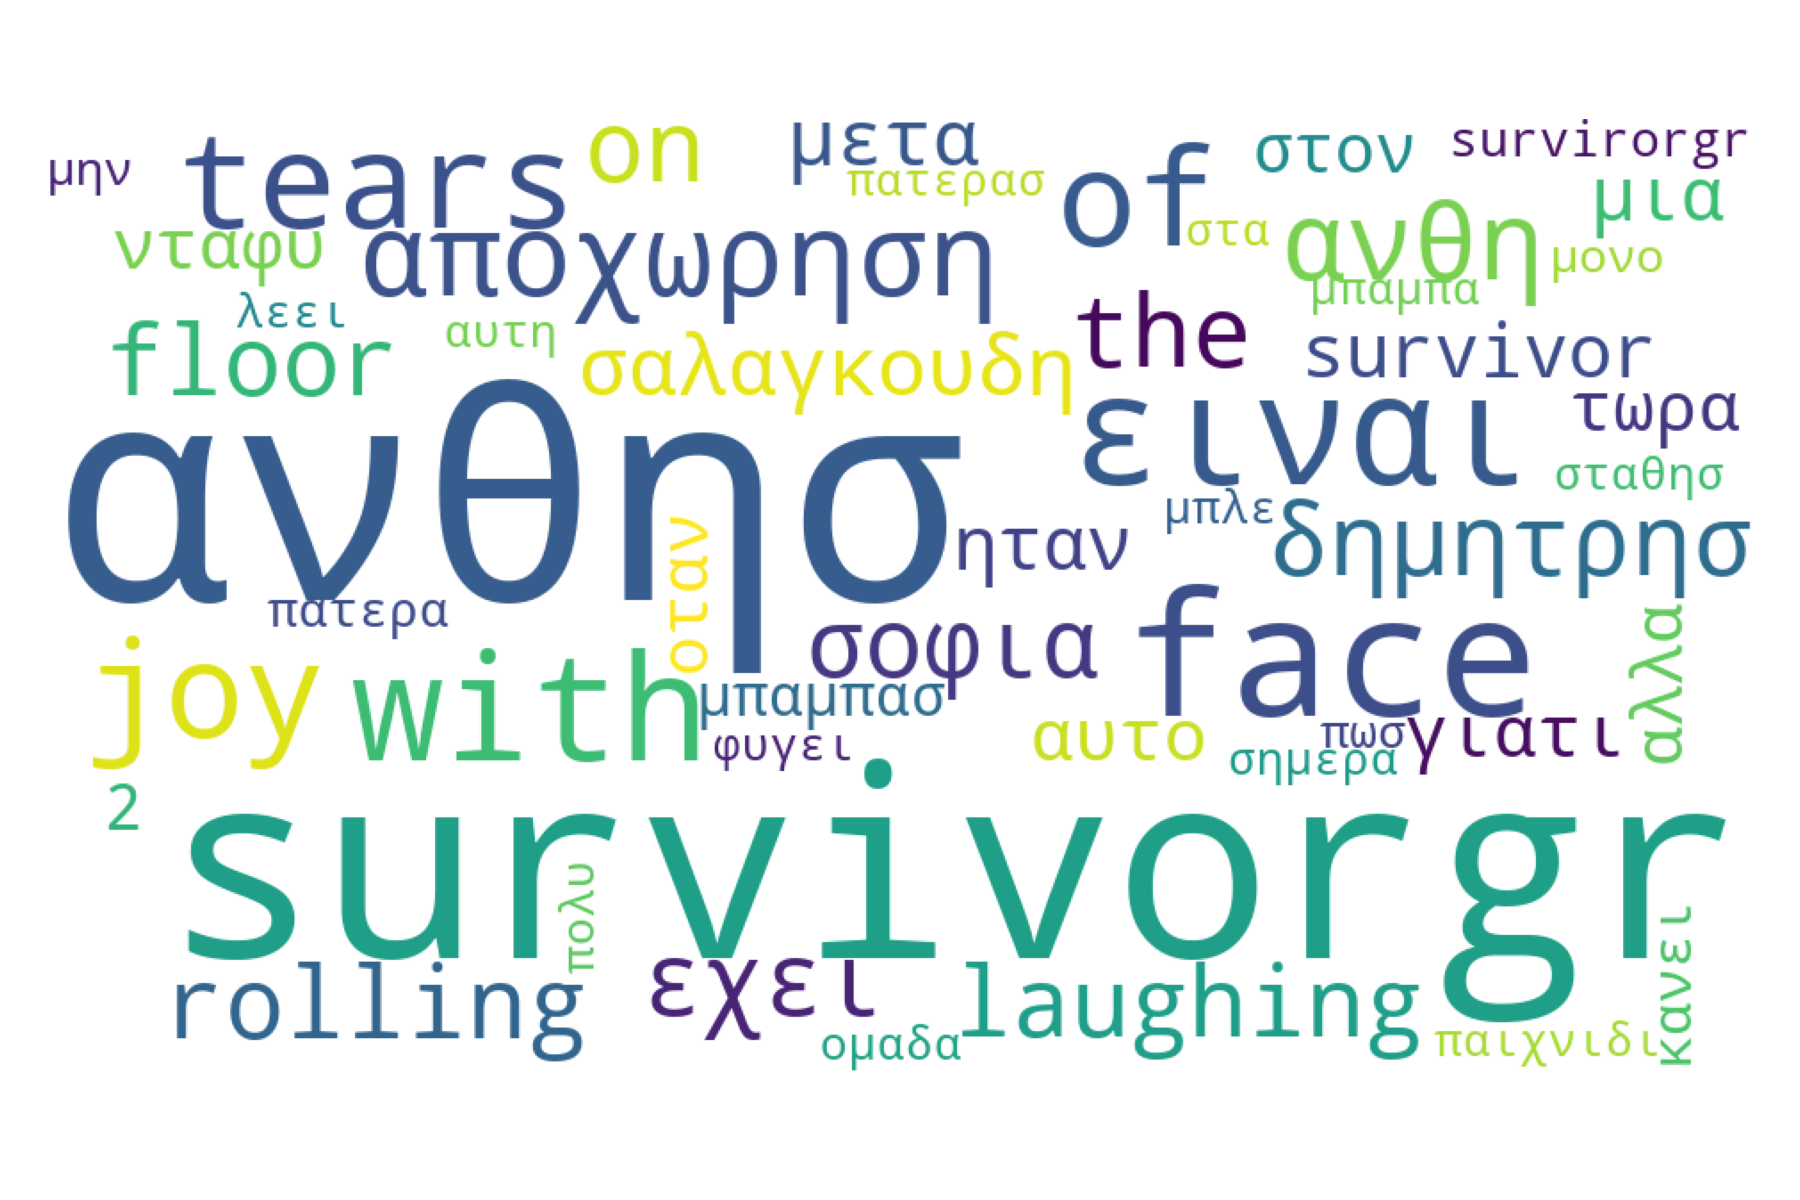 μην
tears
on
μετα
πατερασ
of
στον
survirorgr
μια
νταφυ
αποχωρηση
στα
ανθη
μονο
μπαμπα
λεει
αυτη
floor
σαλαγκουδη
the
survivor
τωρα
ανθησ
ειναι
σταθησ
μπλε
ηταν
δημητρησ
οταν
πατερα
σοφια
face
αλλα
joy
with
μπαμπασ
φυγει
αυτο
πωσ
γιατι
σημερα
2
survivorgr
πολυ
rolling
εχει
laughing
ομαδα
παιχνιδι
κανει